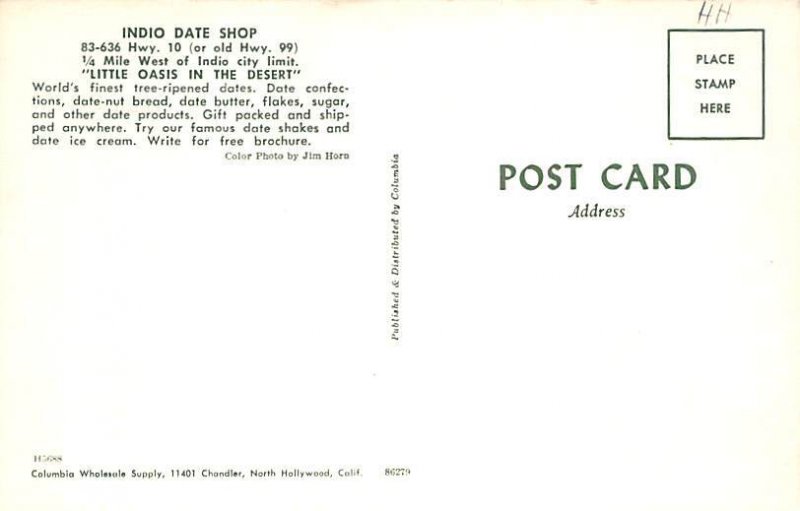 INDIO DATE SHOP
83-636 Hwy. 10 (or old Hwy. 99)
1/4 Mile West of Indio city limit.
"LITTLE OASIS IN THE DESERT"
World's finest tree-ripened dates. Date confec-
tions, date-nut bread, date butter, flakes, sugar,
and other date products. Gift packed and ship-
ped anywhere. Try our famous date shakes and
date ice cream. Write for free brochure.
Color Photo by Jim Horn
H5688
Columbia Wholesale Supply, 11401 Chandler, North Hollywood, Calif. 86279
Published & Distributed by Columbia
HH
PLACE
STAMP
HERE
POST CARD
Address